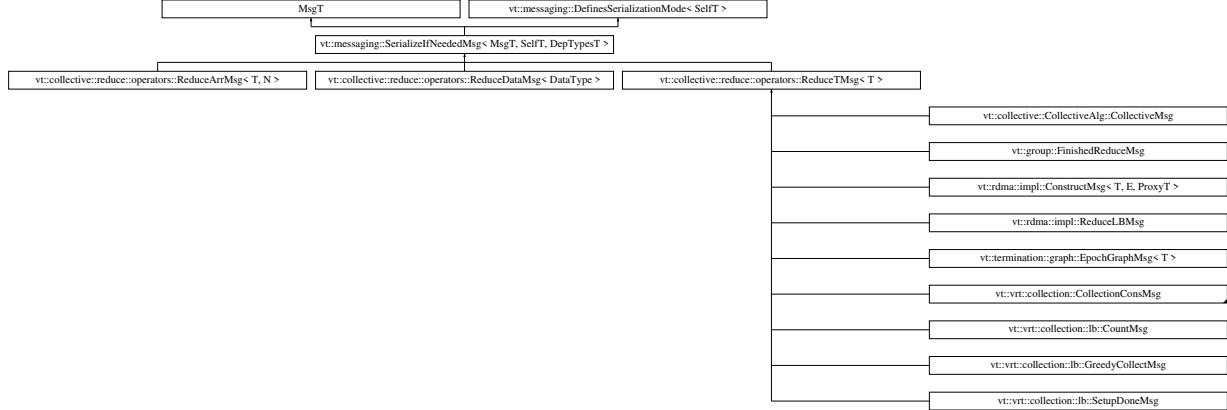 MsgT
vt::messaging::DefinesSerializationMode< SelfT >
vt::messaging::SerializeIfNeededMsg< MsgT, SelfT, DepTypesT >
vt::collective::reduce::operators::ReduceArrMsg< T, N >
vt::collective::reduce::operators::ReduceDataMsg< DataType >
vt::collective::reduce::operators::ReduceTMsg< T >
vt::collective::CollectiveAlg::CollectiveMsg
vt::group::FinishedReduceMsg
vt::rdma::impl::ConstructMsg< T, E, ProxyT >
vt::rdma::impl::ReduceLBMsg
vt::termination::graph::EpochGraphMsg< T >
vt::vrt::collection::CollectionConsMsg
vt::vrt::collection::lb::CountMsg
vt::vrt::collection::lb::GreedyCollectMsg
vt::vrt::collection::lb::SetupDoneMsg